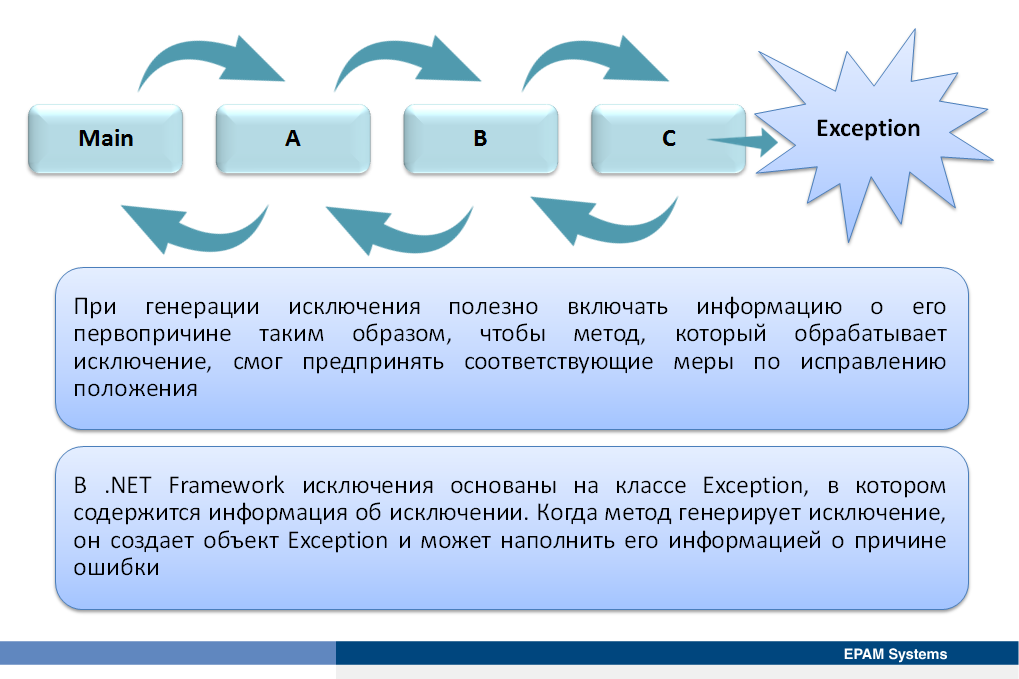 Main
A
B
C
Exception
При генерации исключения полезно включать информацию о его
первопричине таким образом, чтобы метод, который обрабатывает
исключение, смог предпринять соответствующие меры по исправлению
положения
В .NET Framework исключения основаны на классе Exception, в котором
содержится информация об исключении. Когда метод генерирует исключение,
он создает объект Exception и может наполнить его информацией о причине
ошибки
EPAM Systems